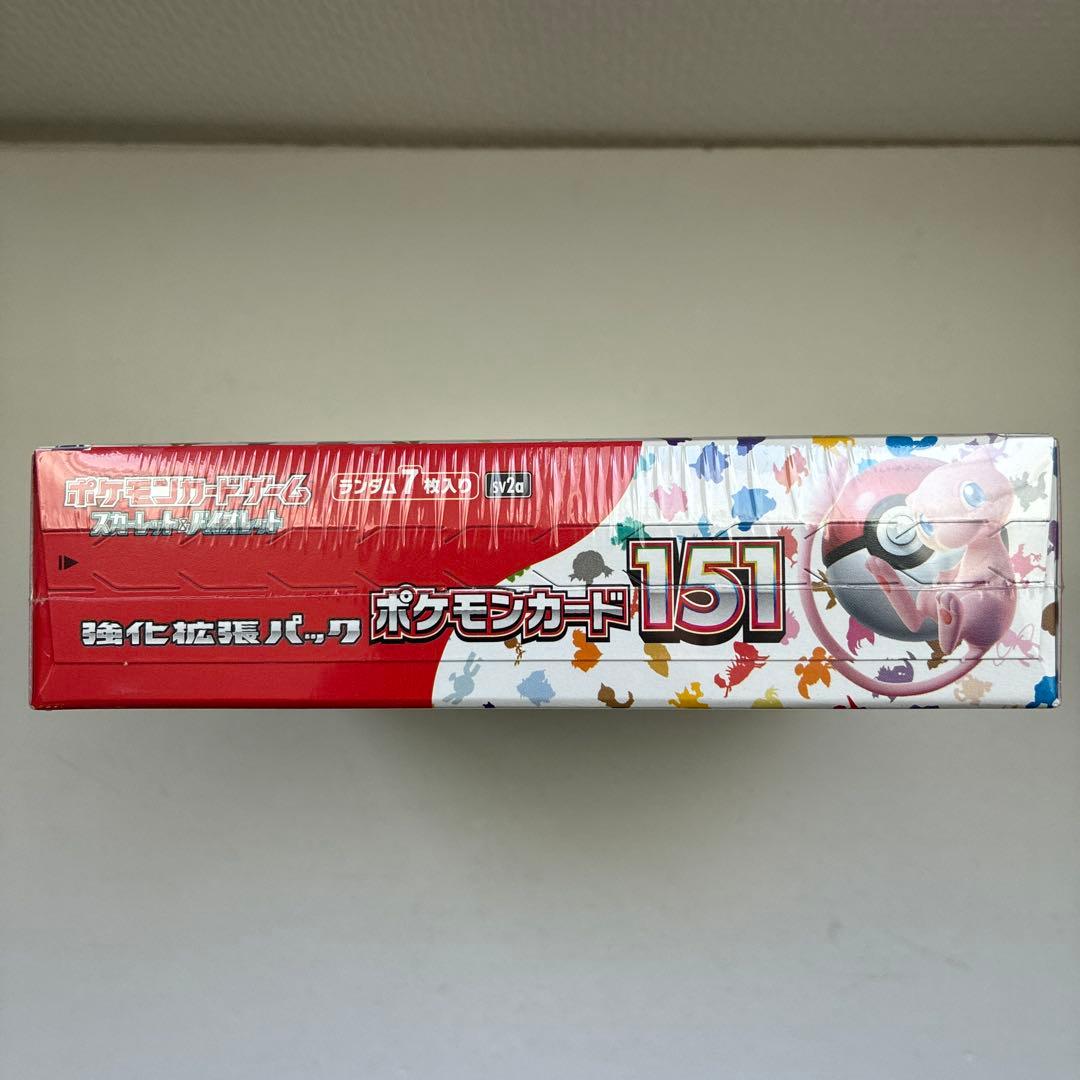 ポケモンカードゲーム ランダム7枚入り sv2a
スカーレット&バイオレット
強化拡張パック ポケモンカード151